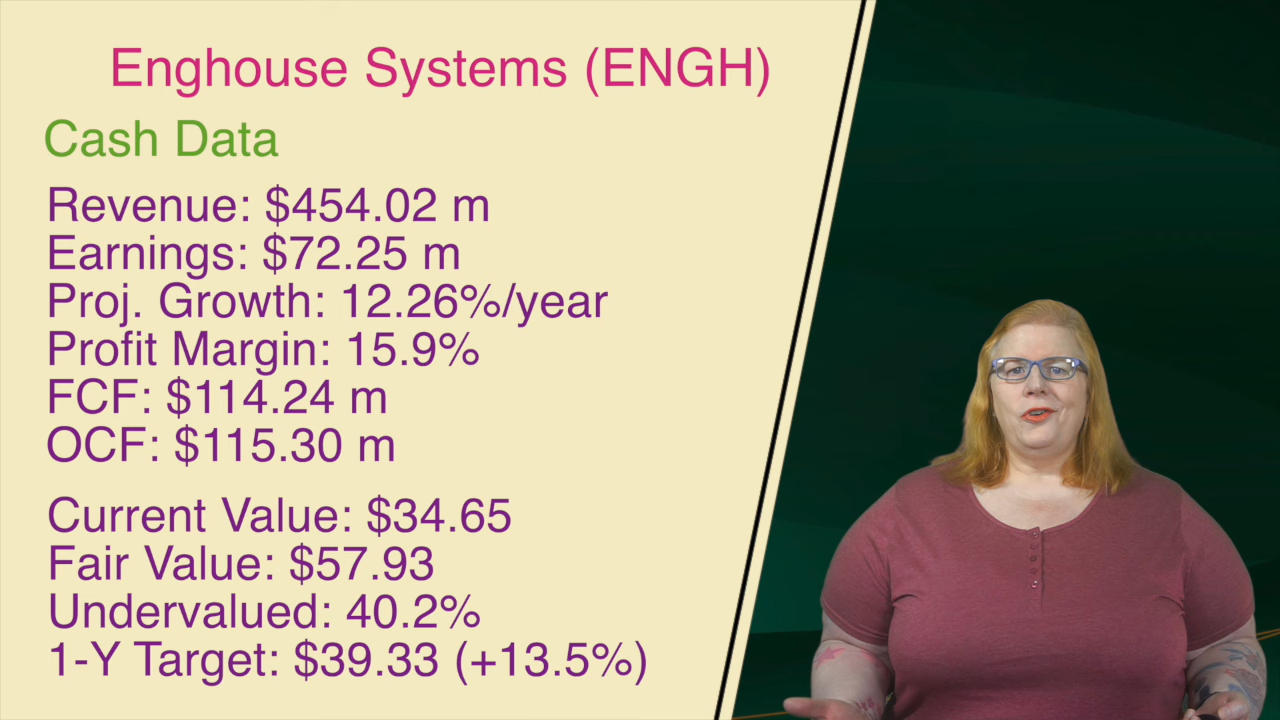 Enghouse Systems (ENGH)
Cash Data
Revenue: $454.02 m
Earnings: $72.25 m
Proj. Growth: 12.26%/year
Profit Margin: 15.9%
FCF: $114.24 m
OCF: $115.30 m
Current Value: $34.65
Fair Value: $57.93
Undervalued: 40.2%
1-Y Target: $39.33 (+13.5%)